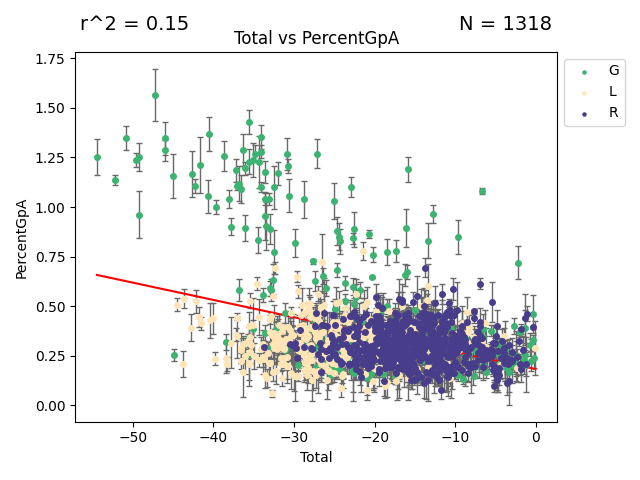 r^2 = 0.15
N = 1318
Total vs PercentGpA
1.75
1.50
1.25
1.00
0.75
0.50
0.25
0.00
PercentGpA
−50
−40
−30
−20
−10
0
Total
G
L
R